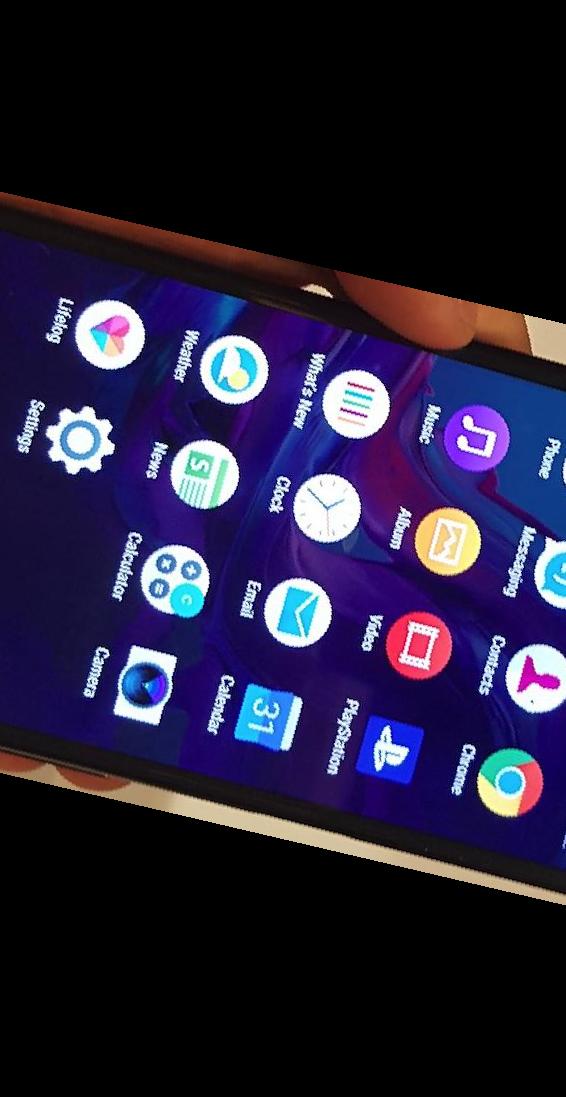 Phone
Messaging
Contacts
Chrome
Music
Album
Video
PlayStation
What's New
Clock
Email
31
Calendar
Weather
News
Calculator
Camera
Lifelog
Settings